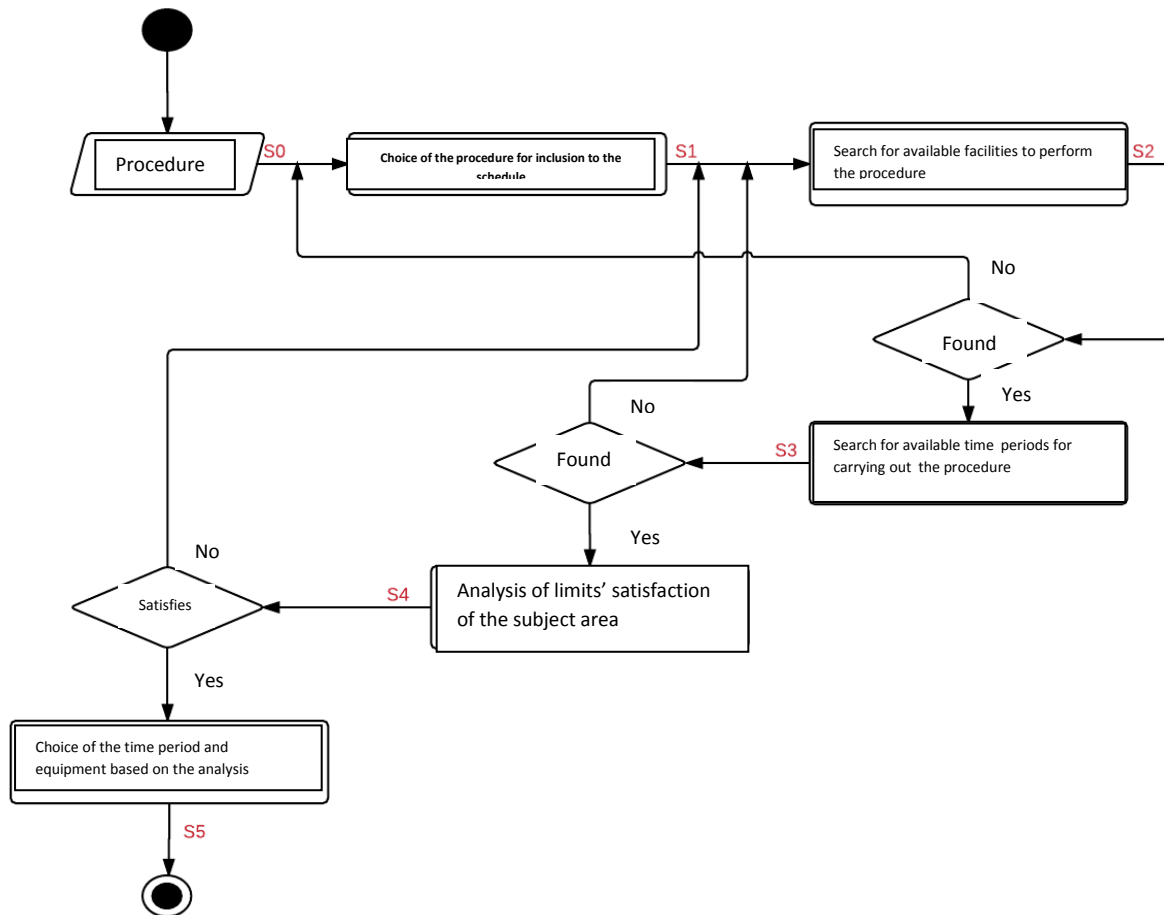 Procedure
S0
Choice of the procedure for inclusion to the
schedule
S1
Search for available facilities to perform
the procedure
S2
No
Found
Yes
Search for available time periods for
carrying out the procedure
S3
No
Found
Yes
Analysis of limits’ satisfaction
of the subject area
S4
No
Satisfies
Yes
Choice of the time period and
equipment based on the analysis
S5